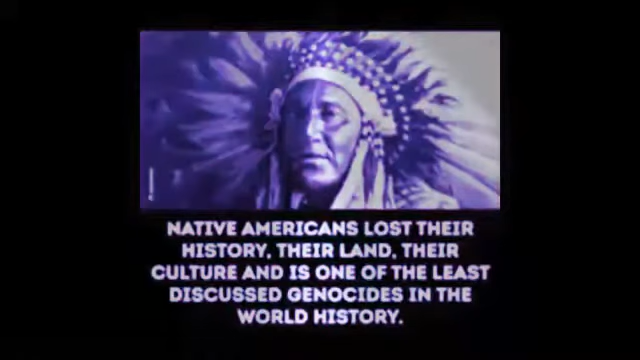 NATIVE AMERICANS LOST THEIR
HISTORY, THEIR LAND, THEIR
CULTURE AND IS ONE OF THE LEAST
DISCUSSED GENOCIDES IN THE
WORLD HISTORY.